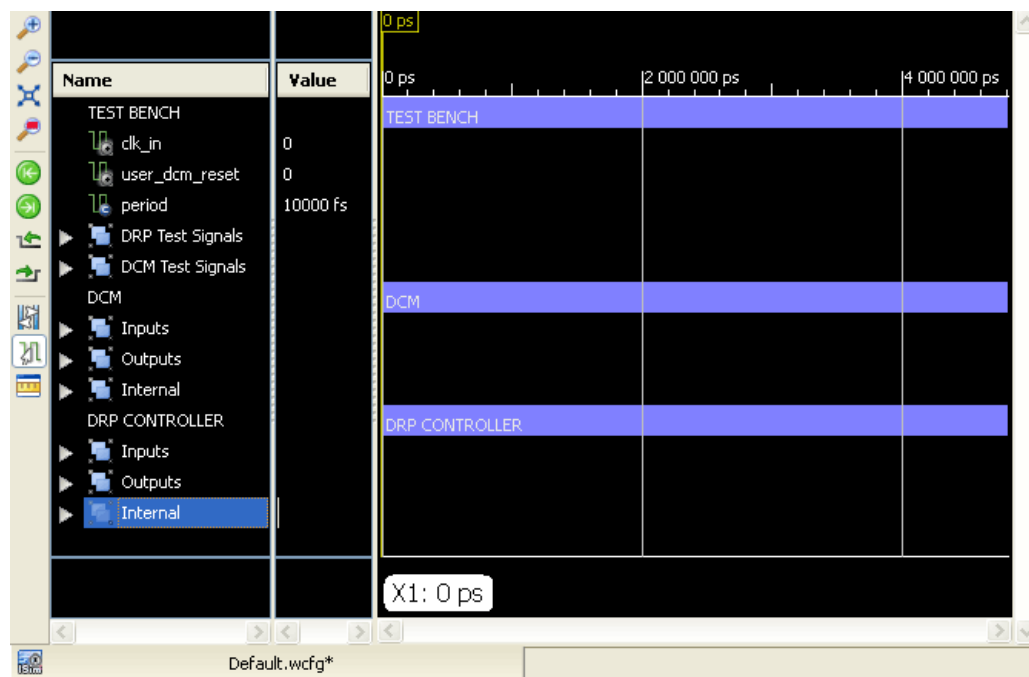 0 ps
Name Value 0 ps 2 000 000 ps 4 000 000 ps
TEST BENCH TEST BENCH
clk_in 0
user_dcm_reset 0
period 10000 fs
DRP Test Signals
DCM Test Signals
DCM DCM
Inputs
Outputs
Internal
DRP CONTROLLER DRP CONTROLLER
Inputs
Outputs
Internal
X1: 0 ps
Default.wcfg*